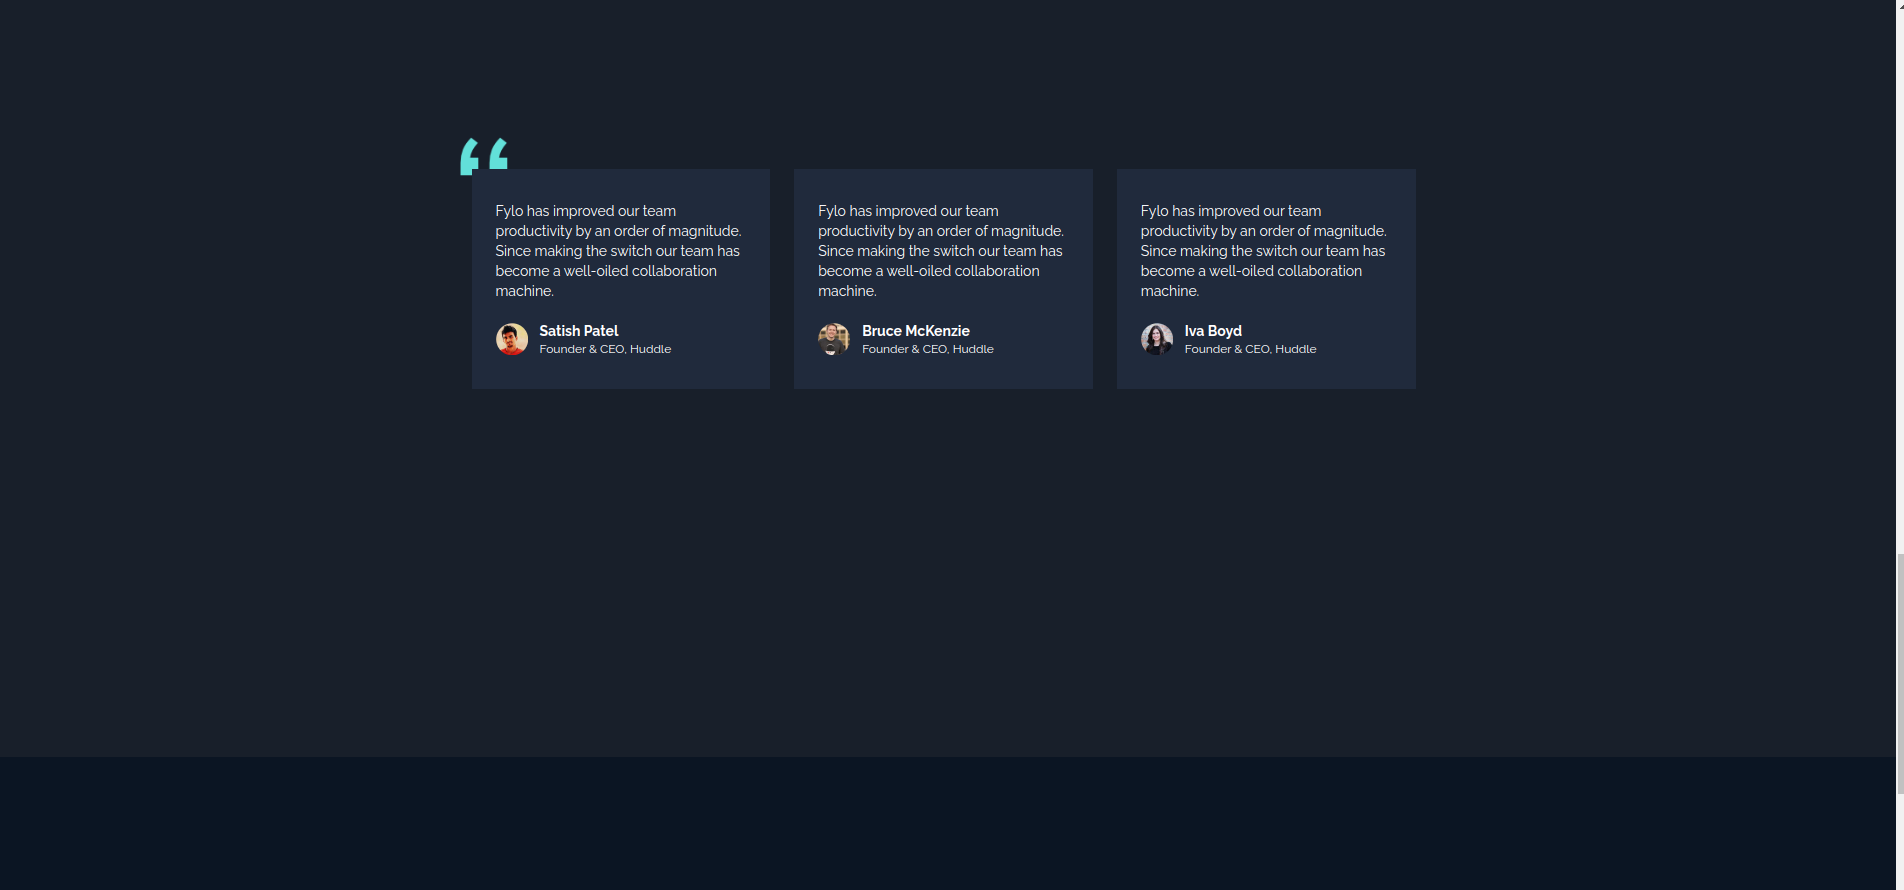 “
Fylo has improved our team
productivity by an order of magnitude.
Since making the switch our team has
become a well-oiled collaboration
machine.
Satish Patel
Founder & CEO, Huddle
Fylo has improved our team
productivity by an order of magnitude.
Since making the switch our team has
become a well-oiled collaboration
machine.
Bruce McKenzie
Founder & CEO, Huddle
Fylo has improved our team
productivity by an order of magnitude.
Since making the switch our team has
become a well-oiled collaboration
machine.
Iva Boyd
Founder & CEO, Huddle